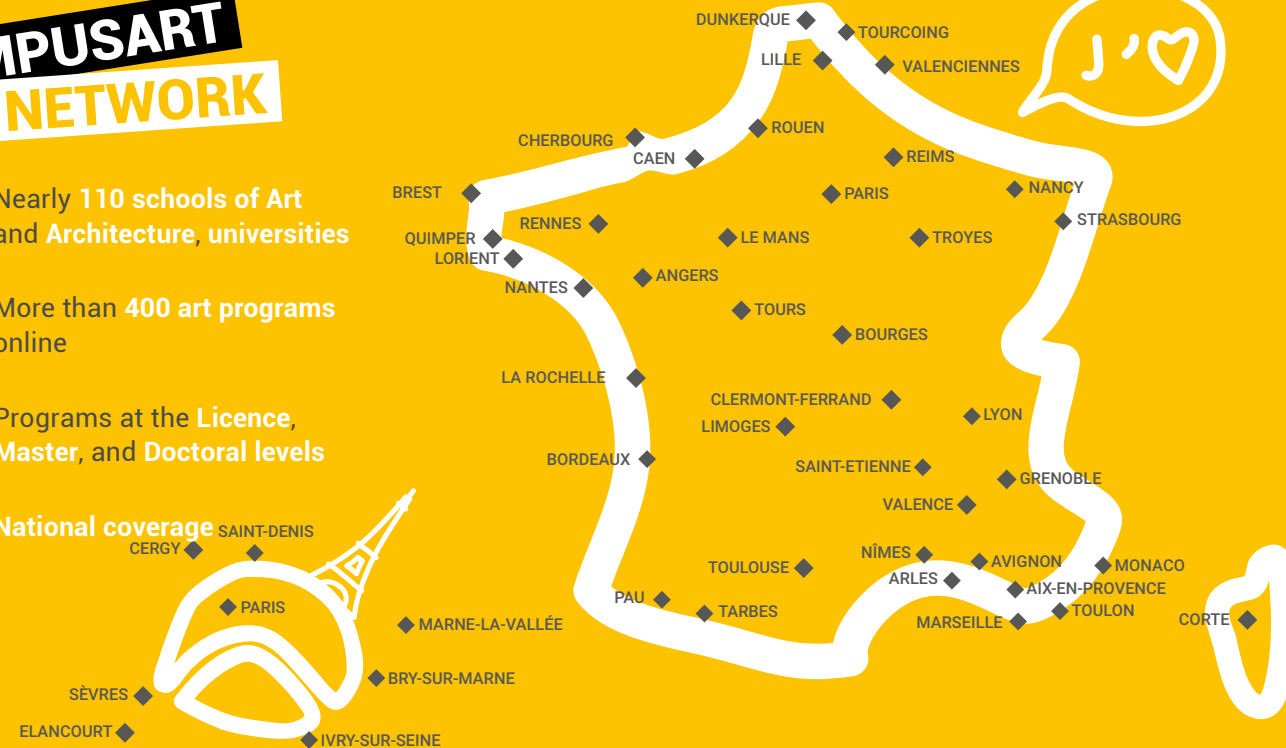 MPUSART
NETWORK
Nearly 110 schools of Art
and Architecture, universities
More than 400 art programs
online
Programs at the Licence,
Master, and Doctoral levels
National coverage
J'
DUNKERQUE
TOURCOING
LILLE
VALENCIENNES
ROUEN
CHERBOURG
CAEN
REIMS
BREST
PARIS
NANCY
STRASBOURG
RENNES
QUIMPER
LE MANS
TROYES
LORIENT
ANGERS
NANTES
TOURS
BOURGES
LA ROCHELLE
CLERMONT-FERRAND
LYON
LIMOGES
BORDEAUX
SAINT-ETIENNE
GRENOBLE
VALENCE
NÎMES
AVIGNON
MONACO
TOULOUSE
ARLES
AIX-EN-PROVENCE
PAU
TARBES
MARSEILLE
TOULON
CORTE
SAINT-DENIS
CERGY
PARIS
MARNE-LA-VALLÉE
BRY-SUR-MARNE
SÈVRES
ELANCOURT
IVRY-SUR-SEINE